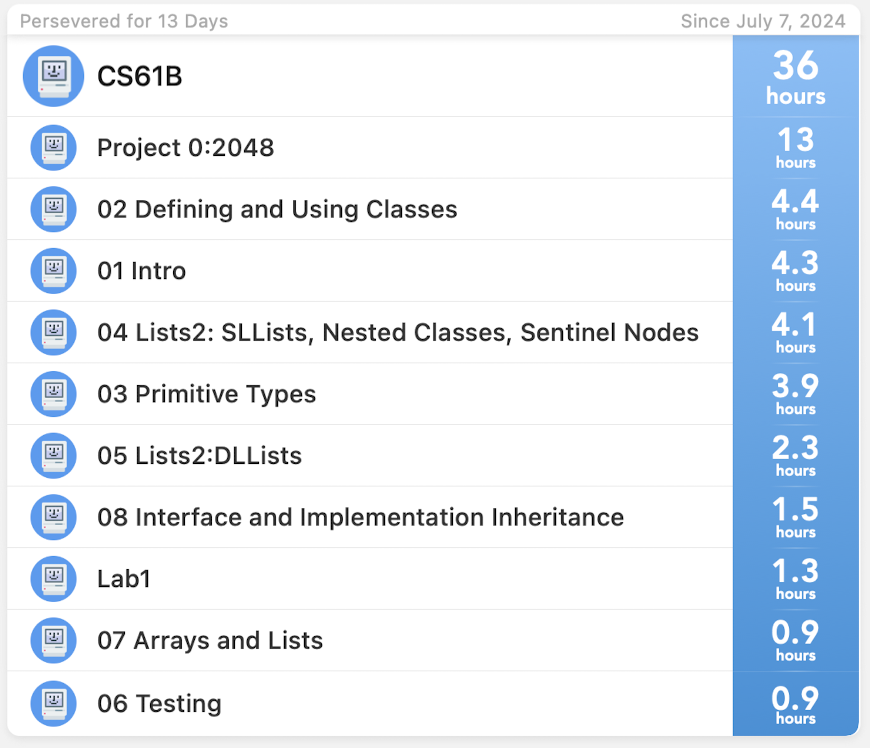 Persevered for 13 Days
Since July 7, 2024
CS61B
36
hours
Project 0:2048
13
hours
02 Defining and Using Classes
4.4
hours
01 Intro
4.3
hours
04 Lists2: SLLists, Nested Classes, Sentinel Nodes
4.1
hours
03 Primitive Types
3.9
hours
05 Lists2:DLLists
2.3
hours
08 Interface and Implementation Inheritance
1.5
hours
Lab1
1.3
hours
07 Arrays and Lists
0.9
hours
06 Testing
0.9
hours